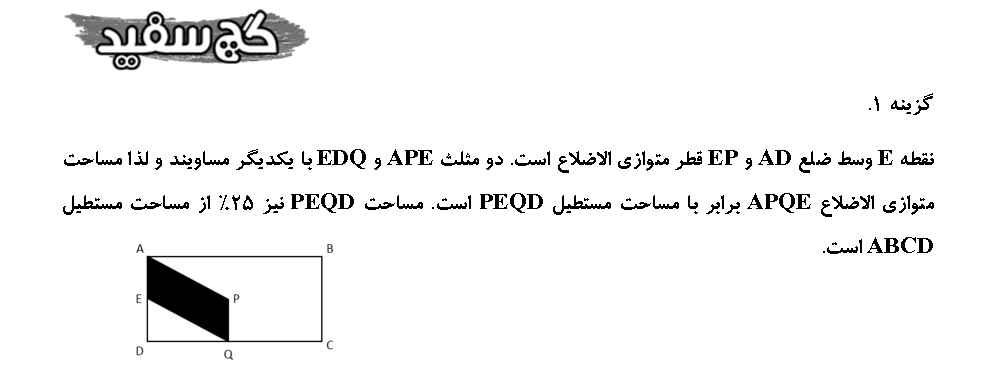 گچ سفید
گزینه ۱.
نقطه E وسط ضلع AD و EP قطر متوازی الاضلاع است. دو مثلث APE و EDQ با یکدیگر مساویند و لذا مساحت
متوازی الاضلاع APQE برابر با مساحت مستطیل PEQD است. مساحت PEQD نیز ۲۵٪ از مساحت مستطیل
ABCD است.
A B
E P
D Q C